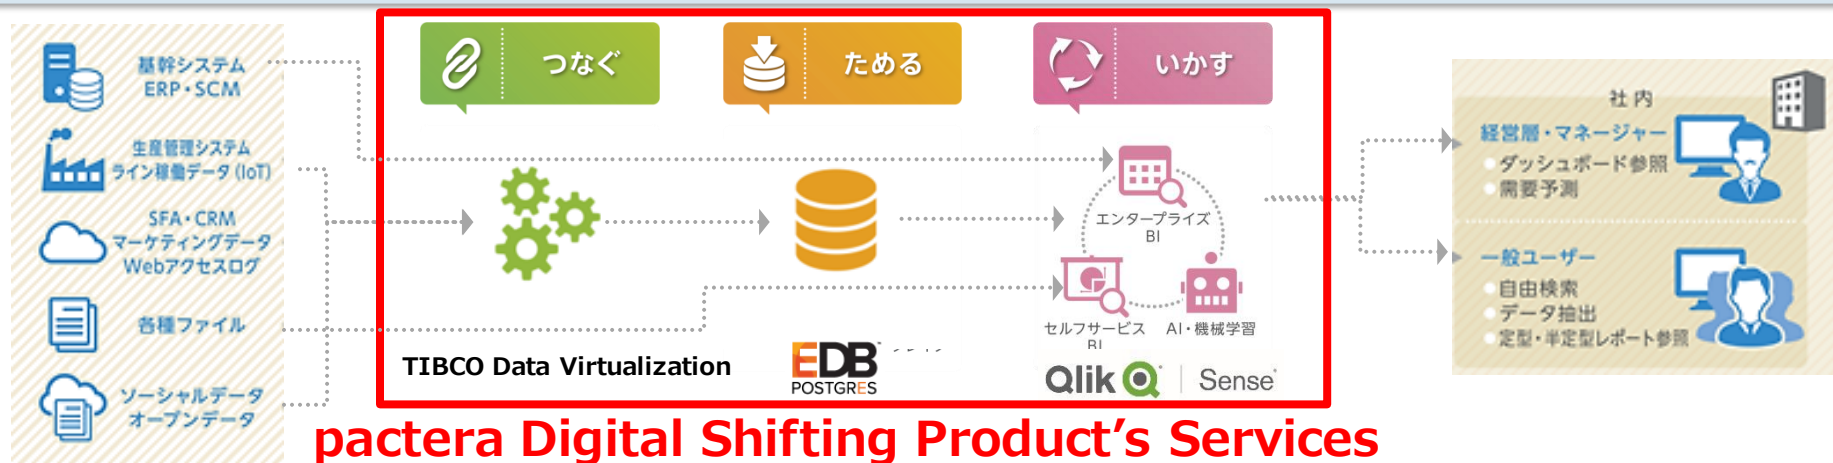 基幹システム
ERP・SCM
生産管理システム
ライン稼働データ (IoT)
SFA・CRM
マーケティングデータ
Webアクセスログ
各種ファイル
ソーシャルデータ
オープンデータ
つなぐ
ためる
いかす
エンタープライズ
BI
セルフサービス
BI
AI・機械学習
TIBCO Data Virtualization
EDB
POSTGRES
Qlik Sense
社内
経営層・マネージャー
ダッシュボード参照
需要予測
一般ユーザー
自由検索
データ抽出
定型・半定型レポート参照
pactera Digital Shifting Product’s Services